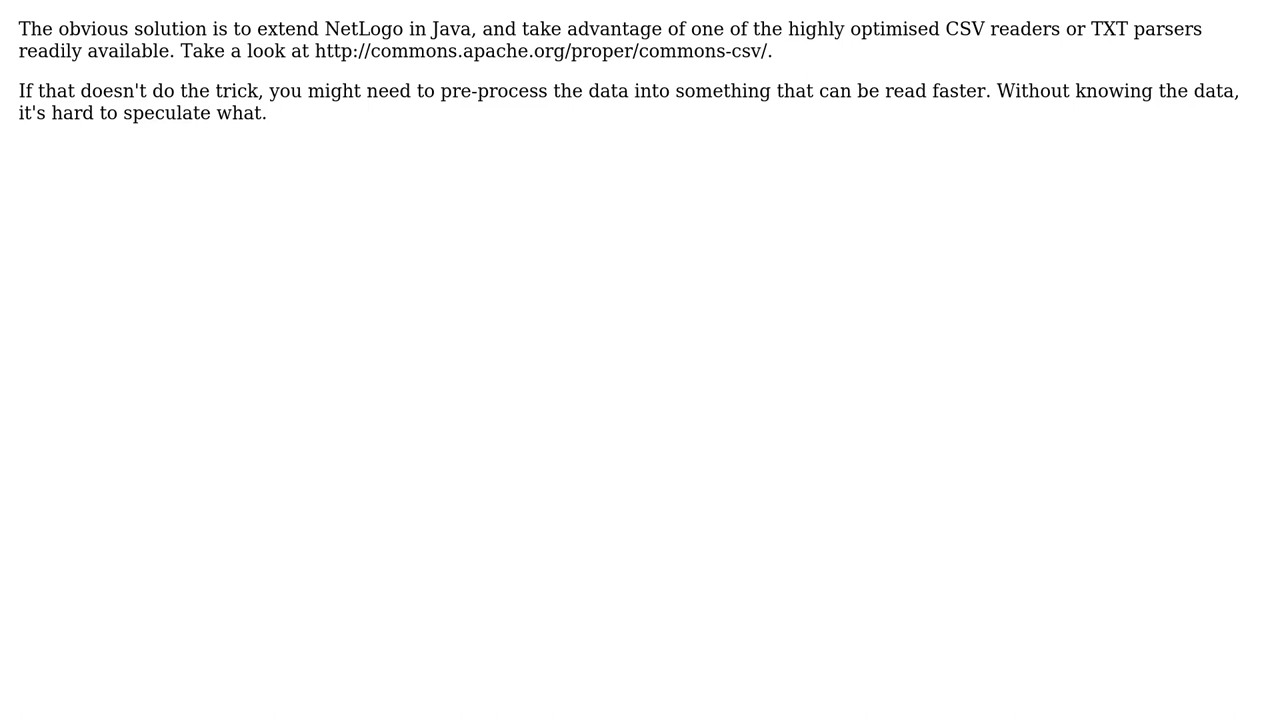 The obvious solution is to extend NetLogo in Java, and take advantage of one of the highly optimised CSV readers or TXT parsers
readily available. Take a look at http://commons.apache.org/proper/commons-csv/.
If that doesn't do the trick, you might need to pre-process the data into something that can be read faster. Without knowing the data,
it's hard to speculate what.